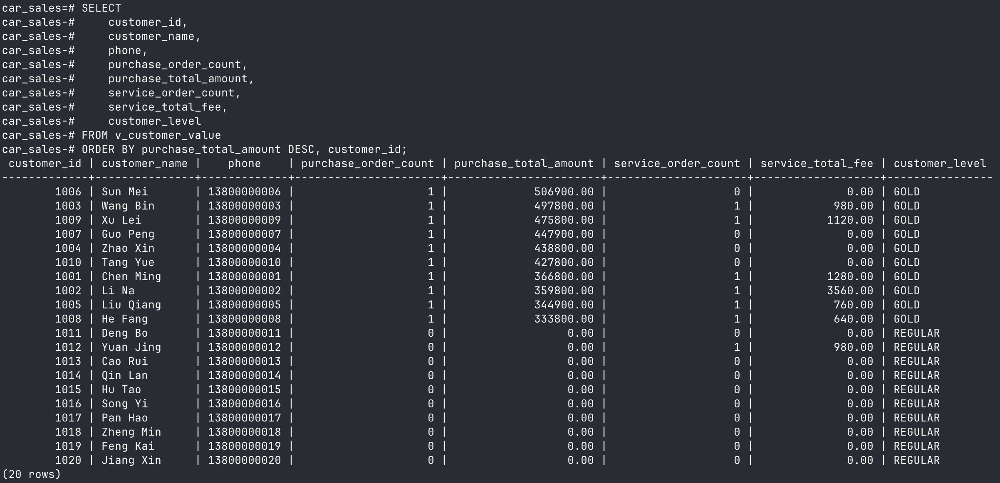 car_sales=# SELECT
car_sales-#     customer_id,
car_sales-#     customer_name,
car_sales-#     phone,
car_sales-#     purchase_order_count,
car_sales-#     purchase_total_amount,
car_sales-#     service_order_count,
car_sales-#     service_total_fee,
car_sales-#     customer_level
car_sales-# FROM v_customer_value
car_sales-# ORDER BY purchase_total_amount DESC, customer_id;
 customer_id | customer_name |    phone    | purchase_order_count | purchase_total_amount | service_order_count | service_total_fee | customer_level
-------------+---------------+-------------+----------------------+-----------------------+---------------------+-------------------+----------------
        1006 | Sun Mei       | 13800000006 |                    1 |             506900.00 |                   0 |              0.00 | GOLD
        1003 | Wang Bin      | 13800000003 |                    1 |             497800.00 |                   1 |            980.00 | GOLD
        1009 | Xu Lei        | 13800000009 |                    1 |             475800.00 |                   1 |           1120.00 | GOLD
        1007 | Guo Peng      | 13800000007 |                    1 |             447900.00 |                   0 |              0.00 | GOLD
        1004 | Zhao Xin      | 13800000004 |                    1 |             438800.00 |                   0 |              0.00 | GOLD
        1010 | Tang Yue      | 13800000010 |                    1 |             427800.00 |                   0 |              0.00 | GOLD
        1001 | Chen Ming     | 13800000001 |                    1 |             366800.00 |                   1 |           1280.00 | GOLD
        1002 | Li Na         | 13800000002 |                    1 |             359800.00 |                   1 |           3560.00 | GOLD
        1005 | Liu Qiang     | 13800000005 |                    1 |             344900.00 |                   1 |            760.00 | GOLD
        1008 | He Fang       | 13800000008 |                    1 |             333800.00 |                   1 |            640.00 | GOLD
        1011 | Deng Bo       | 13800000011 |                    0 |                  0.00 |                   0 |              0.00 | REGULAR
        1012 | Yuan Jing     | 13800000012 |                    0 |                  0.00 |                   1 |            980.00 | REGULAR
        1013 | Cao Rui       | 13800000013 |                    0 |                  0.00 |                   0 |              0.00 | REGULAR
        1014 | Qin Lan       | 13800000014 |                    0 |                  0.00 |                   0 |              0.00 | REGULAR
        1015 | Hu Tao        | 13800000015 |                    0 |                  0.00 |                   0 |              0.00 | REGULAR
        1016 | Song Yi       | 13800000016 |                    0 |                  0.00 |                   0 |              0.00 | REGULAR
        1017 | Pan Hao       | 13800000017 |                    0 |                  0.00 |                   0 |              0.00 | REGULAR
        1018 | Zheng Min     | 13800000018 |                    0 |                  0.00 |                   0 |              0.00 | REGULAR
        1019 | Feng Kai      | 13800000019 |                    0 |                  0.00 |                   0 |              0.00 | REGULAR
        1020 | Jiang Xin     | 13800000020 |                    0 |                  0.00 |                   0 |              0.00 | REGULAR
(20 rows)